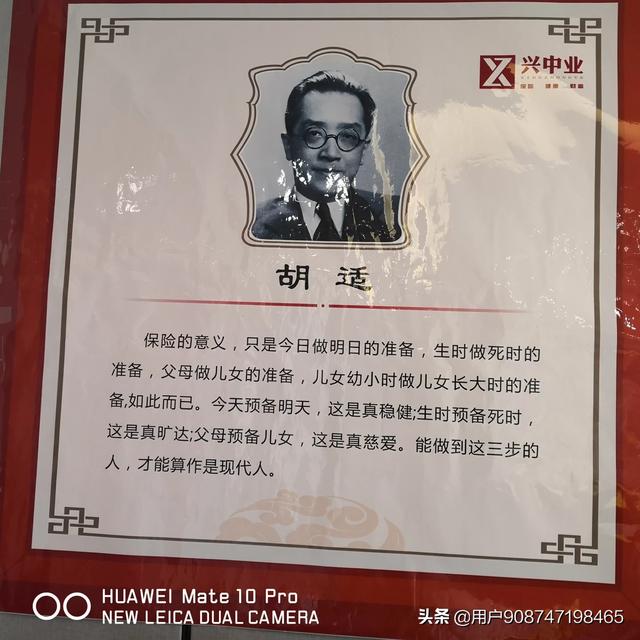 兴中业
保险 健康 财富
胡适
保险的意义，只是今日做明日的准备，生时做死时的
准备，父母做儿女的准备，儿女幼小时做儿女长大时的准
备,如此而已。今天预备明天，这是真稳健;生时预备死时，
这是真旷达;父母预备儿女，这是真慈爱。能做到这三步的
人，才能算作是现代人。
HUAWEI Mate 10 Pro
NEW LEICA DUAL CAMERA
头条 @用户908747198465